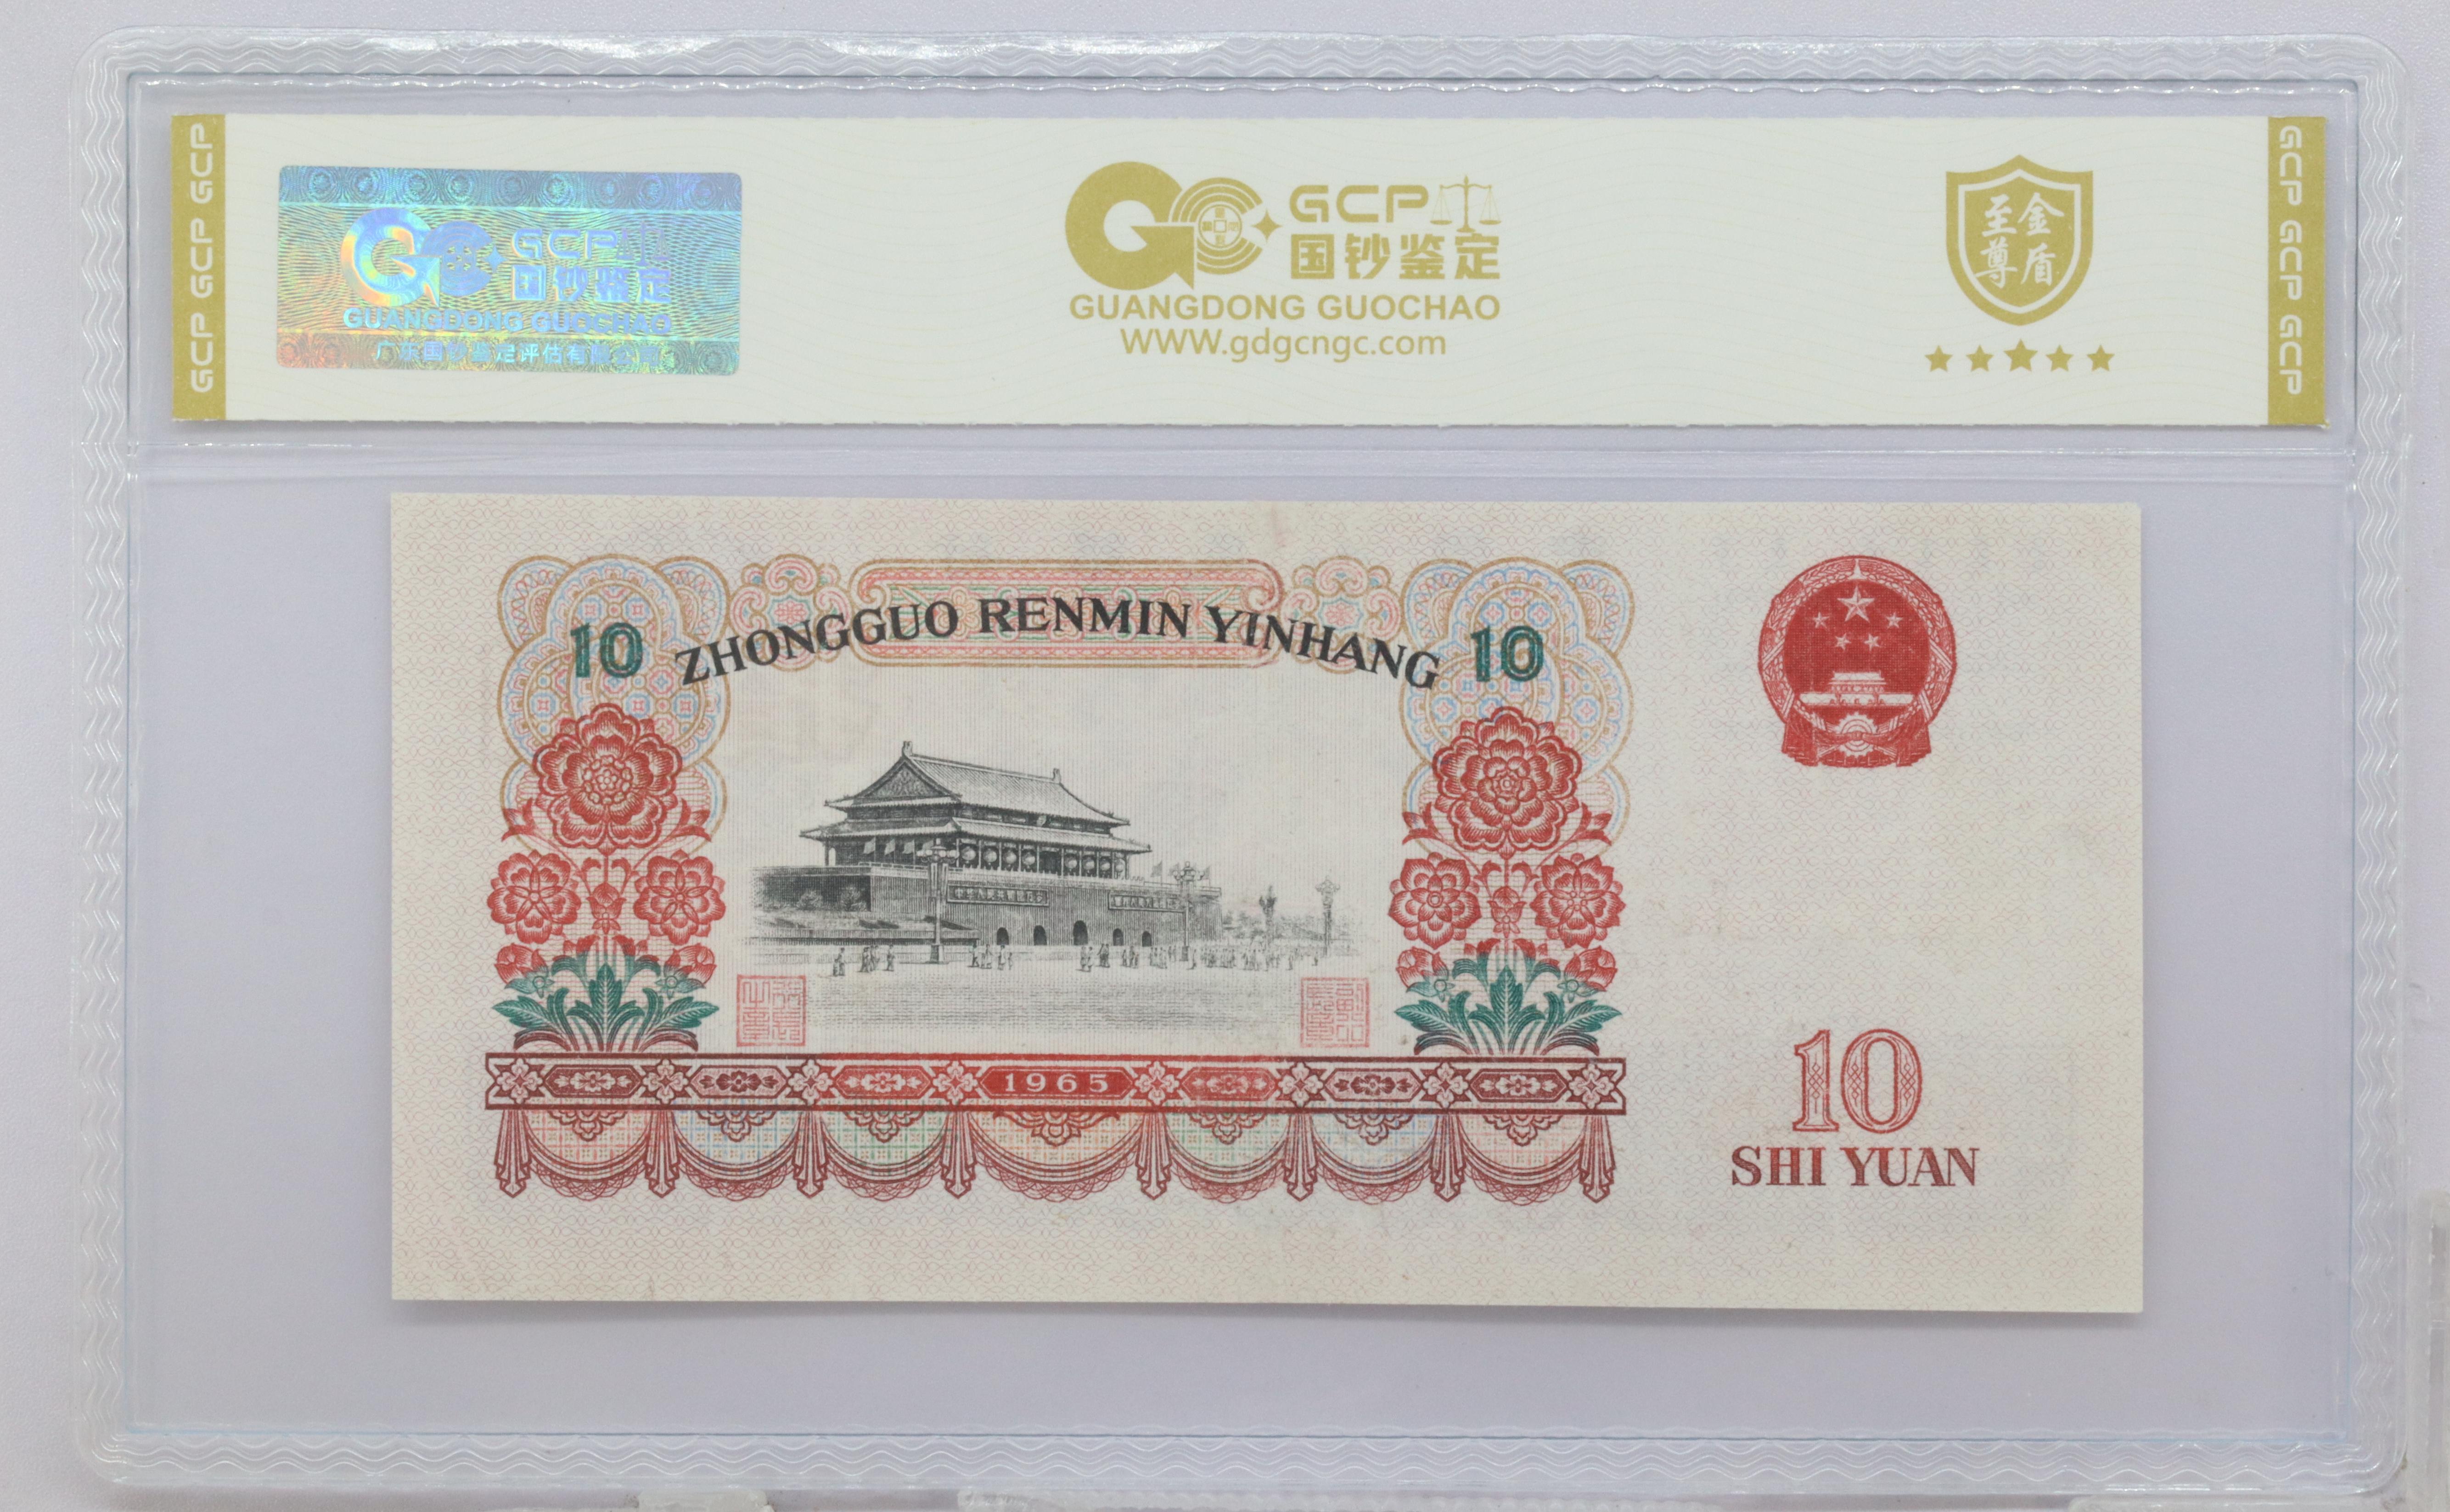 GCP GCP GCP
GCP
国钞鉴定
GUANGDONG GUOCHAO
广东国钞鉴定评估有限公司
GCP
国钞鉴定
GUANGDONG GUOCHAO
WWW.gdgcngc.com
至尊
金盾
GCP GCP GCP
ZHONGGUO RENMIN YINHANG
10
10
1965
10
SHI YUAN